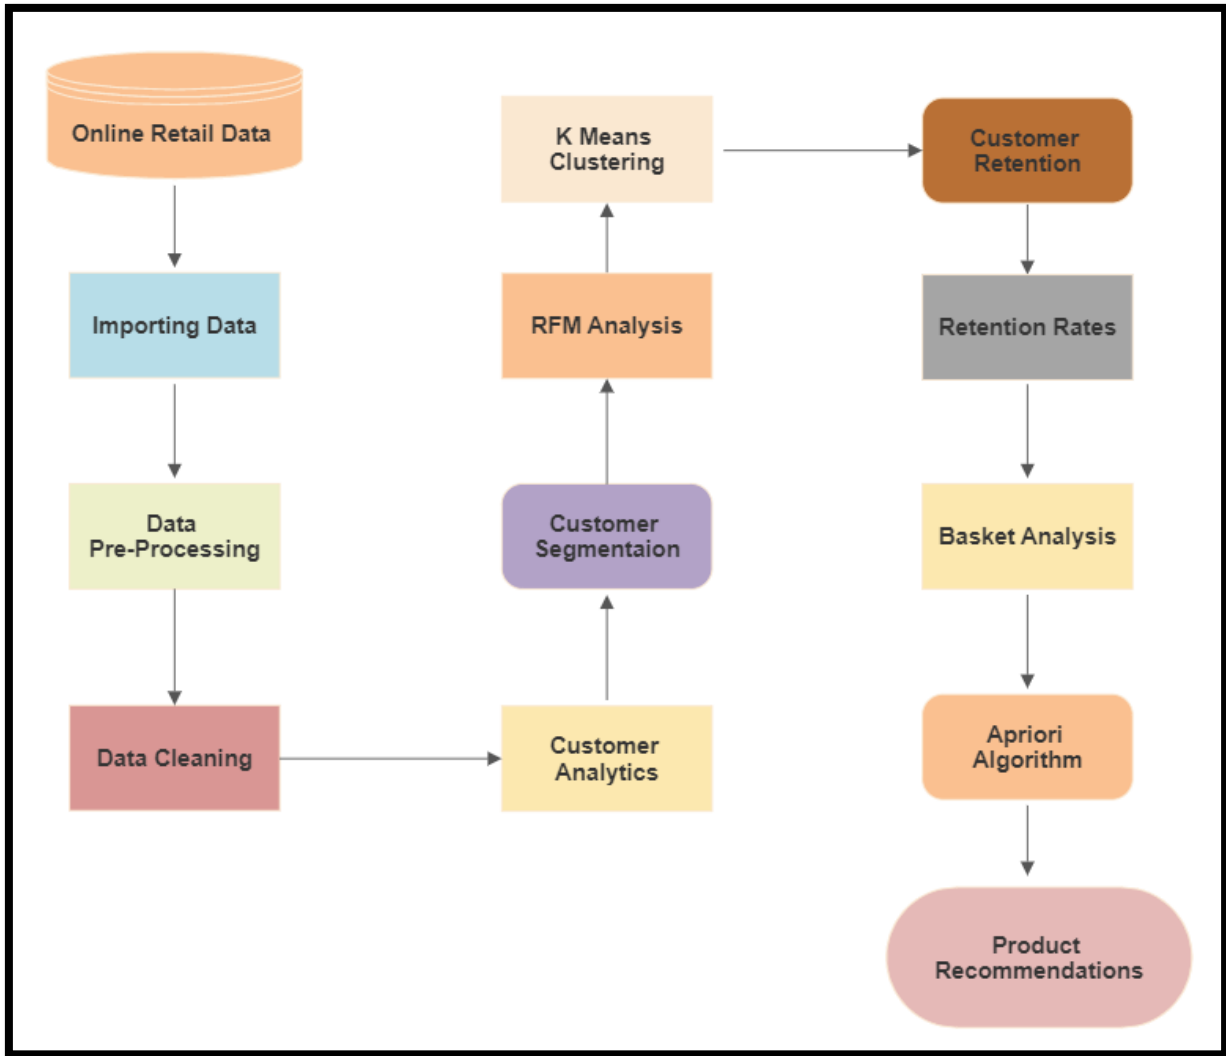 Online Retail Data
Importing Data
Data
Pre-Processing
Data Cleaning
Customer
Analytics
Customer
Segmentaion
RFM Analysis
K Means
Clustering
Customer
Retention
Retention Rates
Basket Analysis
Apriori
Algorithm
Product
Recommendations